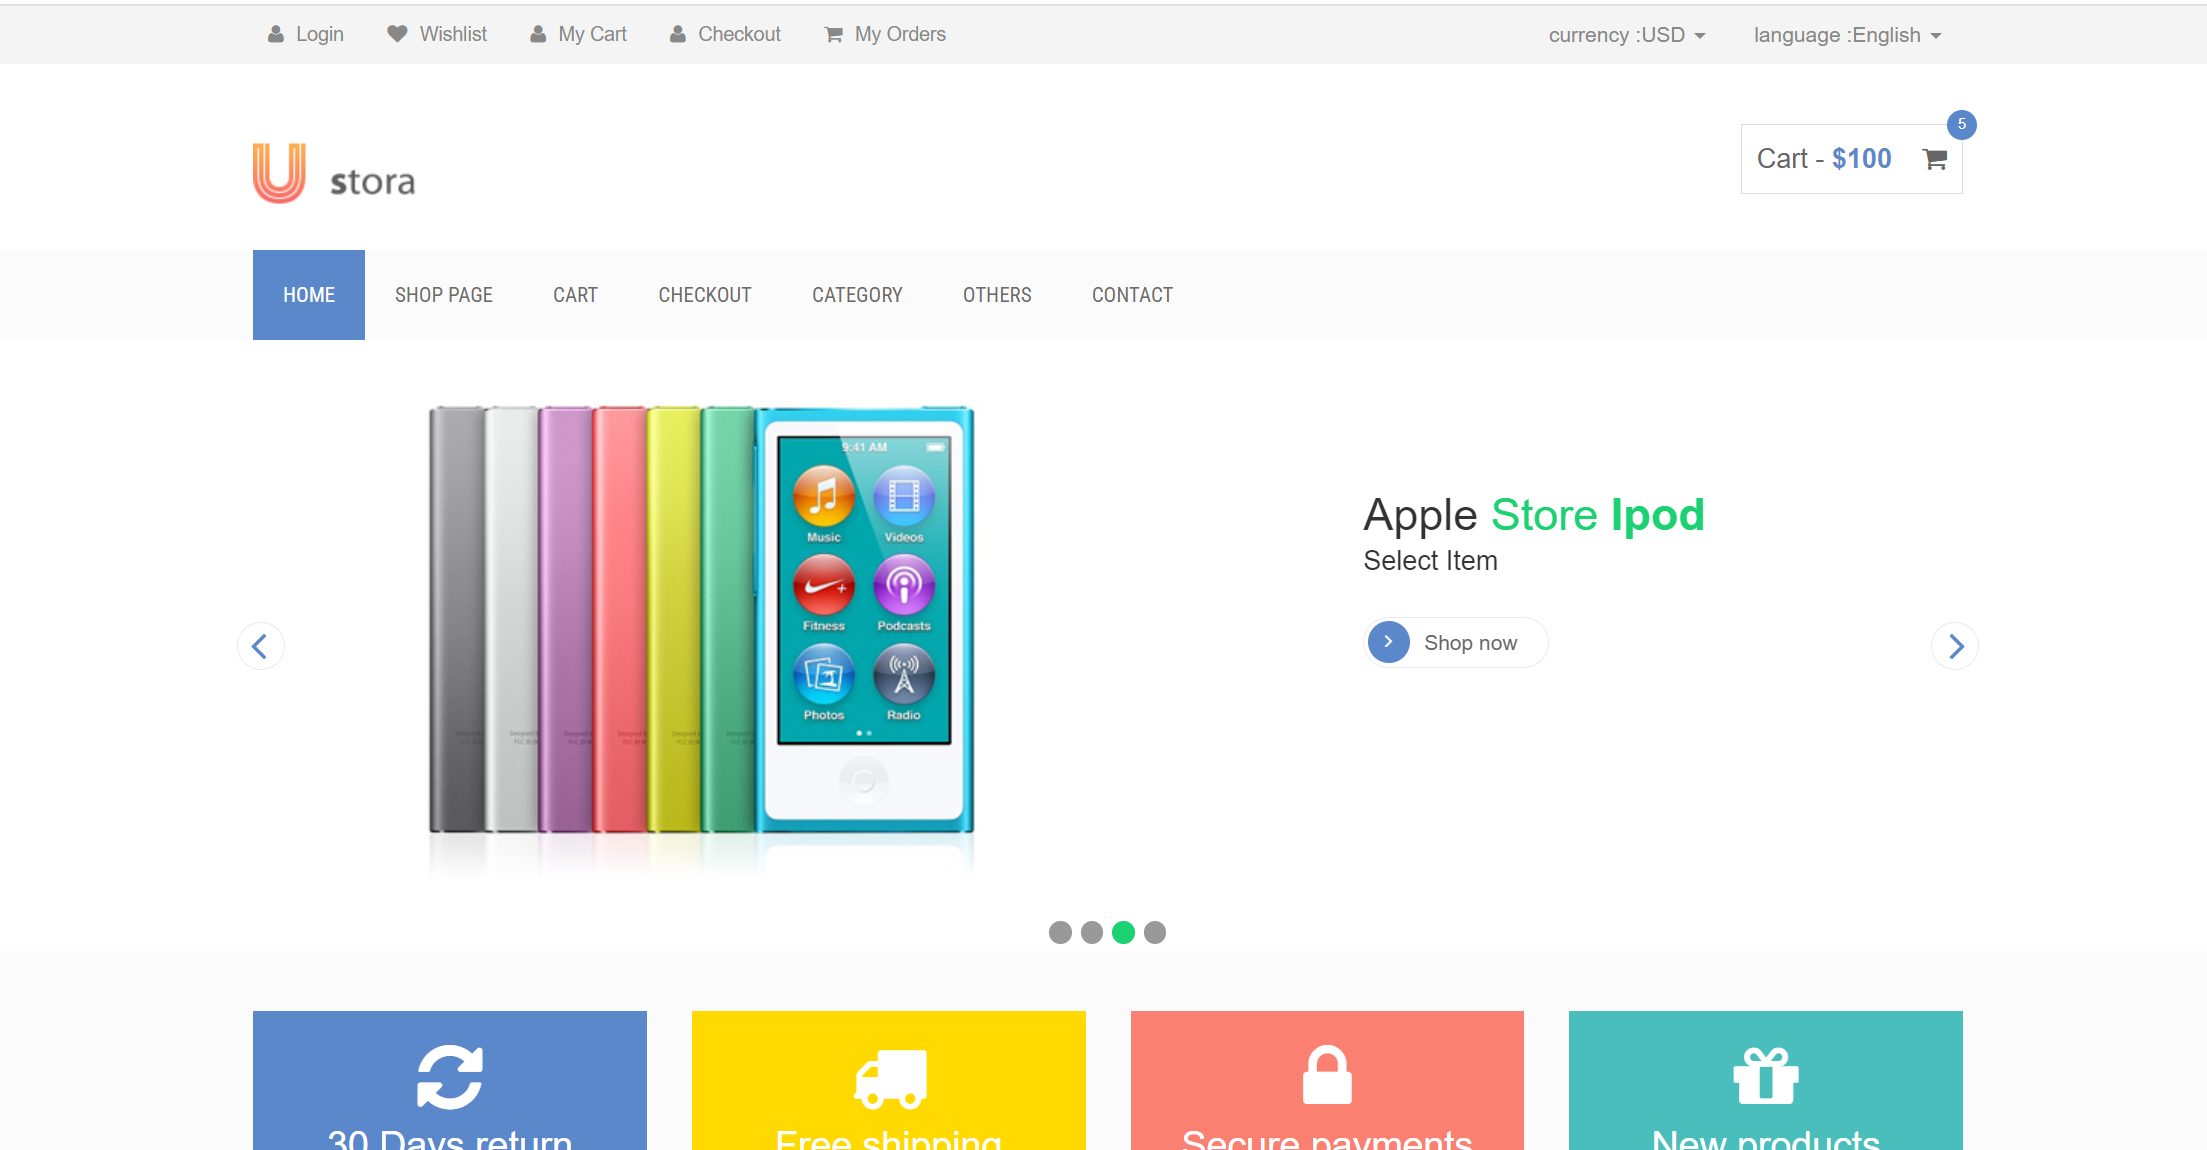 Login Wishlist My Cart Checkout My Orders currency :USD language :English
5
Cart - $100
U stora
HOME SHOP PAGE CART CHECKOUT CATEGORY OTHERS CONTACT
9:41 AM
Music Videos
Fitness Podcasts
Photos Radio
Apple Store Ipod
Select Item
Shop now
30 Days return Free shipping Secure payments New products